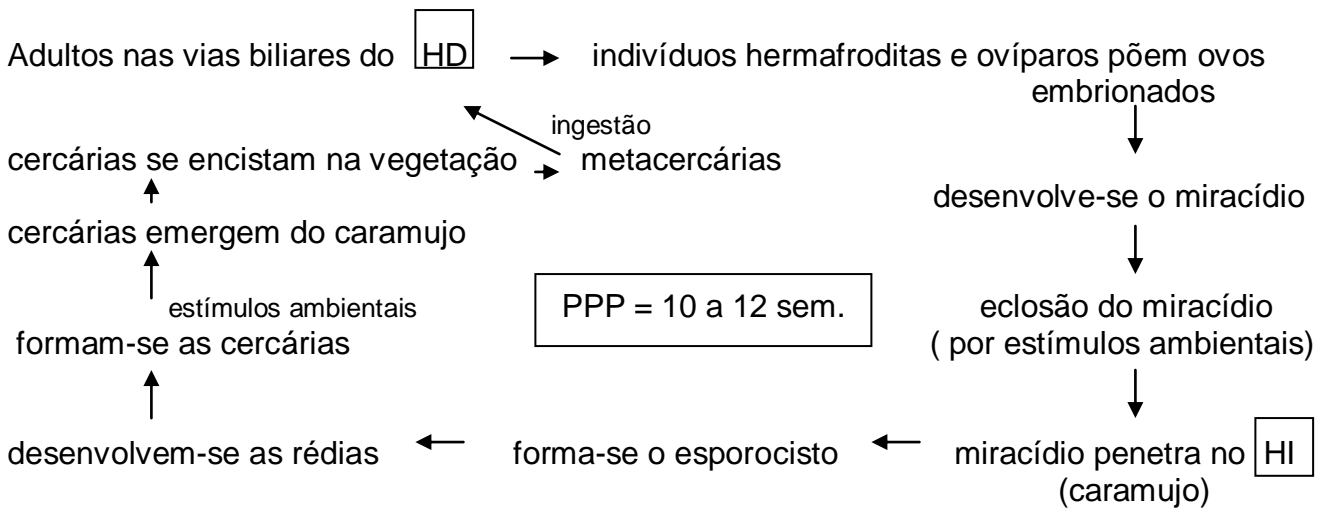 Adultos nas vias biliares do HD indivíduos hermafroditas e ovíparos põem ovos
embrionados
ingestão
cercárias se encistam na vegetação metacercárias
desenvolve-se o miracídio
cercárias emergem do caramujo
estímulos ambientais PPP = 10 a 12 sem. eclosão do miracídio
formam-se as cercárias ( por estímulos ambientais)
desenvolvem-se as rédias forma-se o esporocisto miracídio penetra no HI
(caramujo)